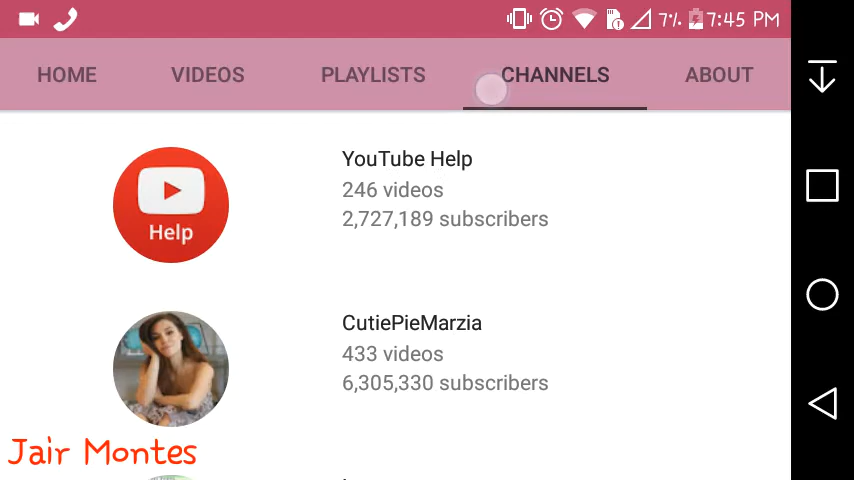 7% 7:45 PM
HOME VIDEOS PLAYLISTS CHANNELS ABOUT
Help
YouTube Help
246 videos
2,727,189 subscribers
CutiePieMarzia
433 videos
6,305,330 subscribers
Jair Montes